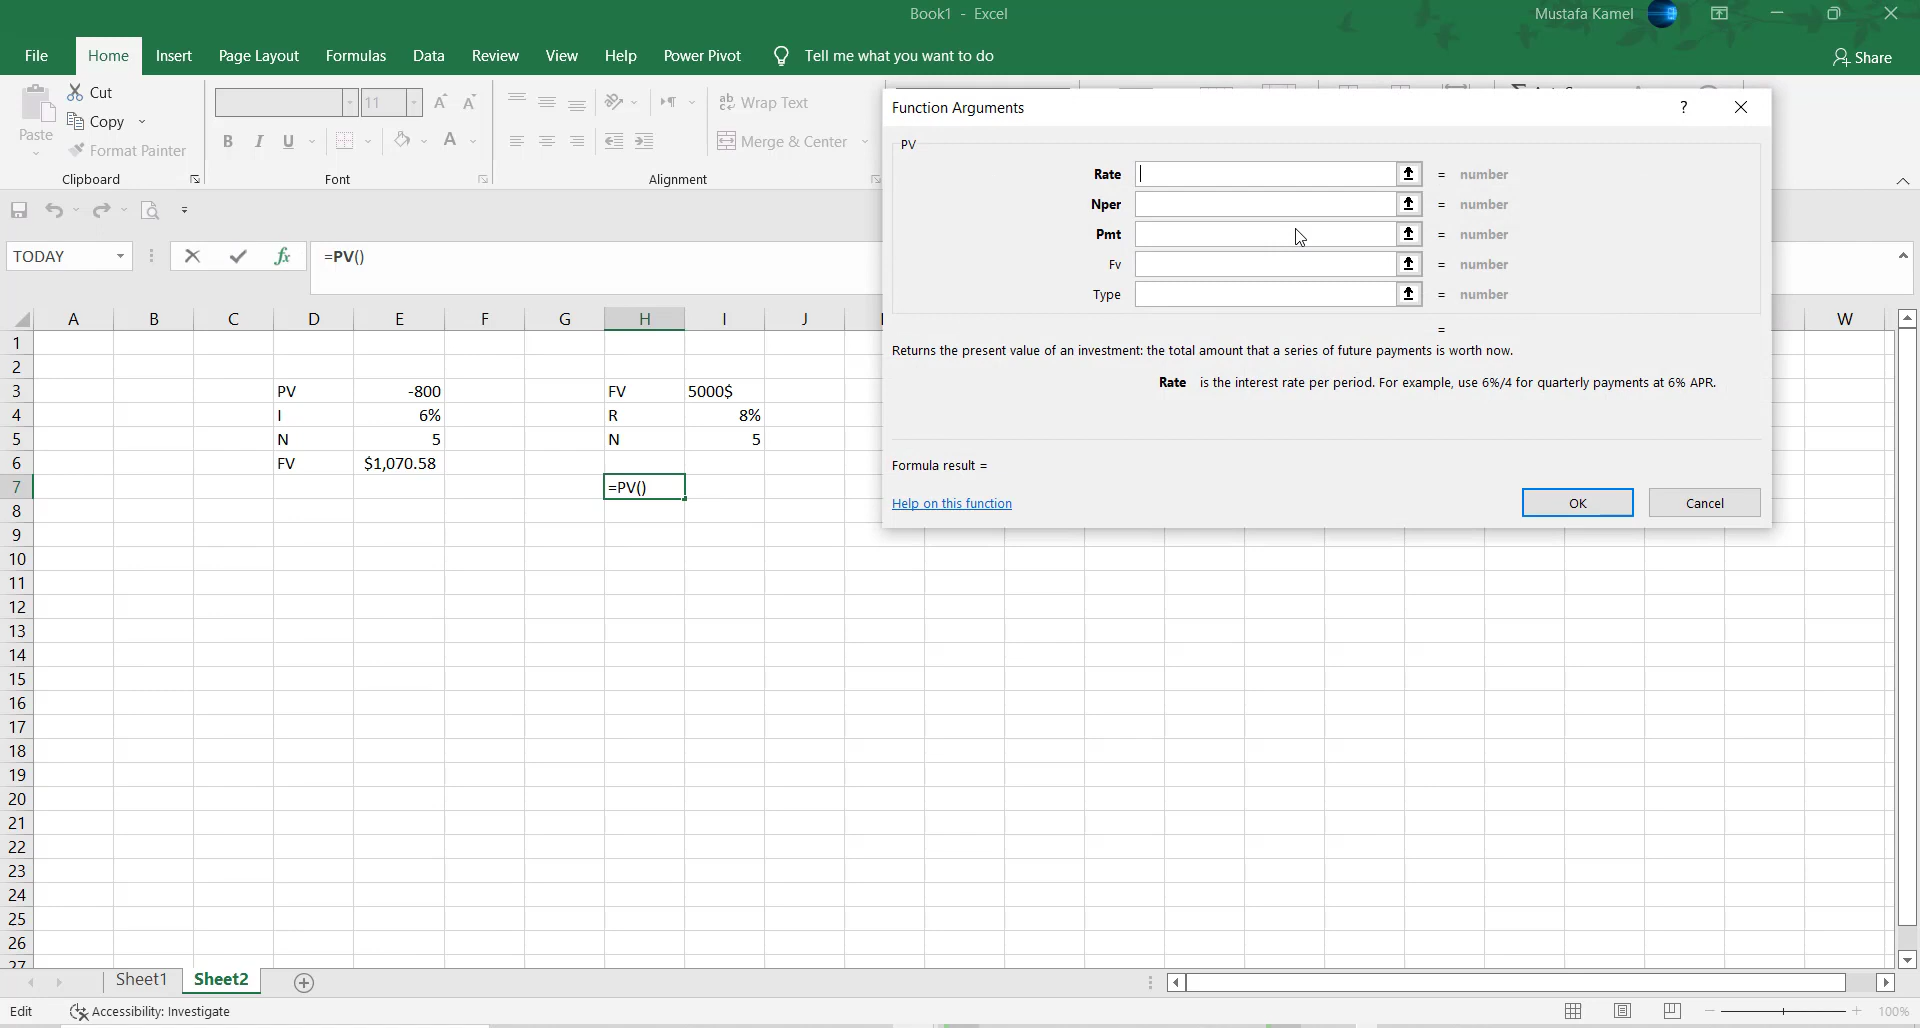 Book1 - Excel
Mustafa Kamel
File Home Insert Page Layout Formulas Data Review View Help Power Pivot Tell me what you want to do
Share
Cut
Copy
Format Painter
Paste
11
ab Wrap Text
Merge & Center
B I U A
Clipboard Font Alignment
TODAY
fx
=PV()
Function Arguments
?
PV
Rate = number
Nper = number
Pmt = number
Fv = number
Type = number
=
Returns the present value of an investment: the total amount that a series of future payments is worth now.
Rate is the interest rate per period. For example, use 6%/4 for quarterly payments at 6% APR.
Formula result =
Help on this function
OK
Cancel
A B C D E F G H I J W
1
2
3 PV -800 FV 5000$
4 I 6% R 8%
5 N 5 N 5
6 FV $1,070.58
7 =PV()
8
9
10
11
12
13
14
15
16
17
18
19
20
21
22
23
24
25
26
27
Sheet1 Sheet2
Edit Accessibility: Investigate
100%